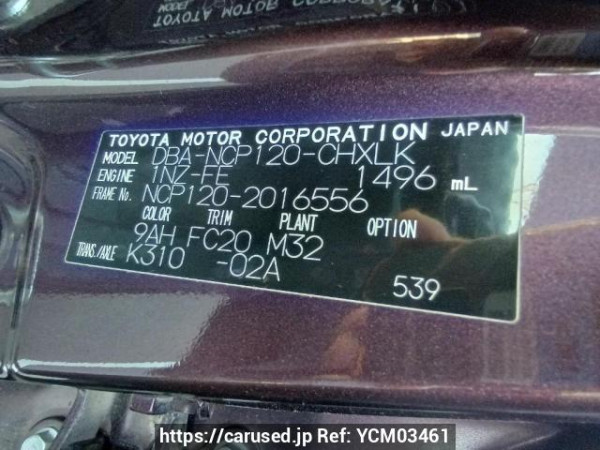 TOYOTA MOTOR CORPORATION JAPAN
MODEL DBA-NCP120-CHXLK
ENGINE 1NZ-FE 1496 mL
FRAME No. NCP120-2016556
COLOR TRIM PLANT OPTION
9AH FC20 M32
TRANS./AXLE K310 -02A
539
https://carused.jp Ref: YCM03461